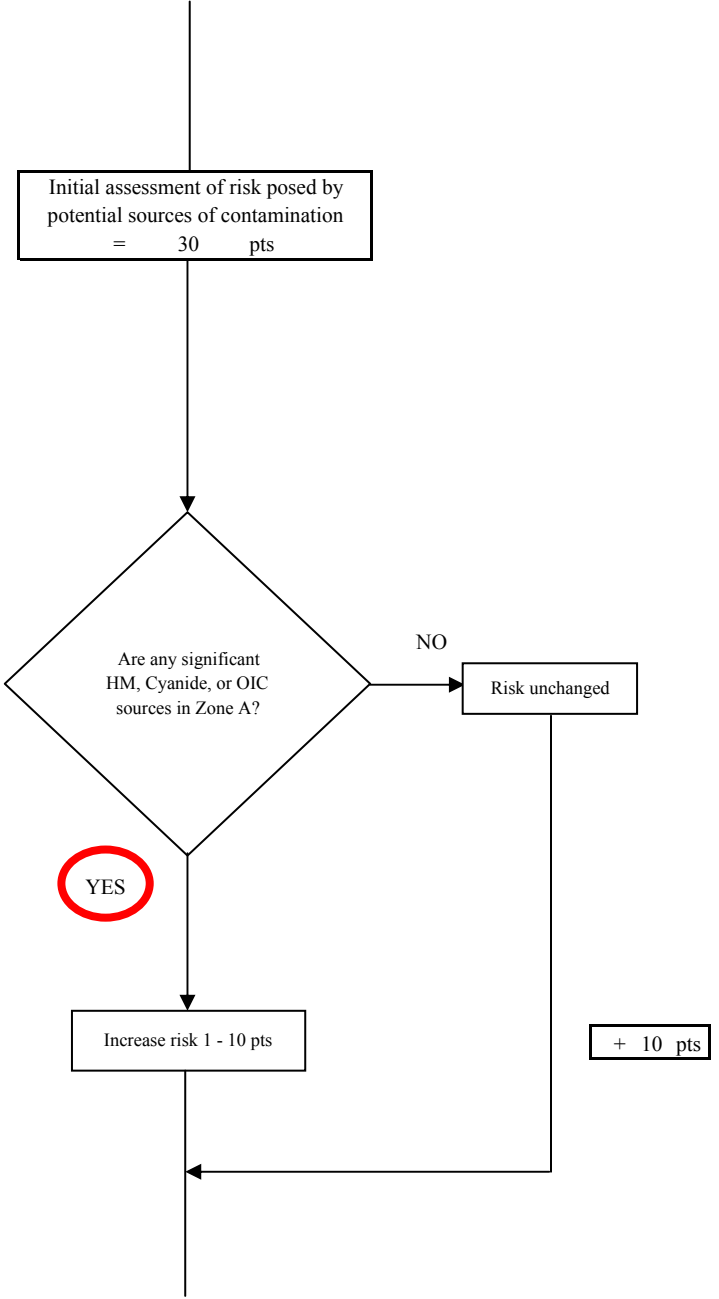 Initial assessment of risk posed by
potential sources of contamination
= 30 pts
Are any significant
HM, Cyanide, or OIC
sources in Zone A?
NO
Risk unchanged
YES
Increase risk 1 - 10 pts
+ 10 pts